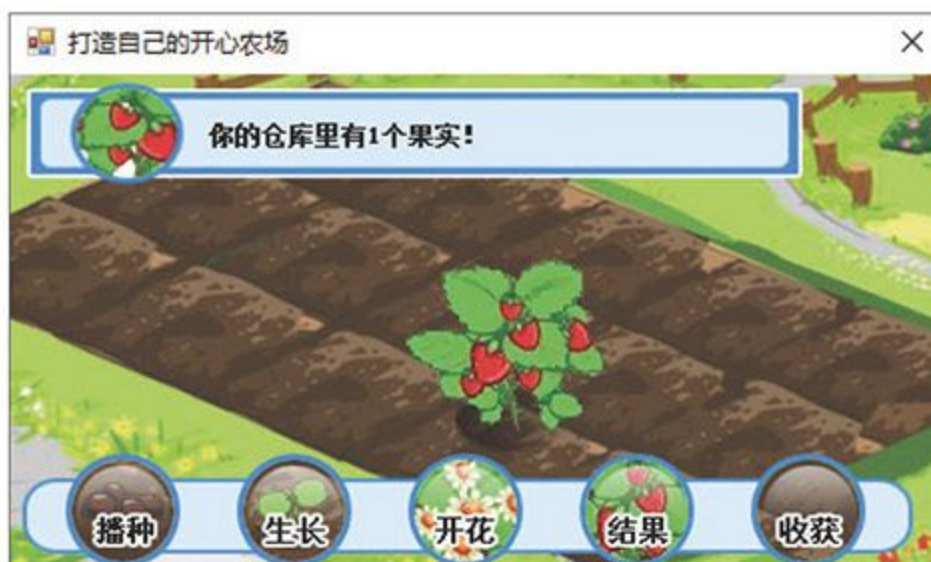 打造自己的开心农场
你的仓库里有1个果实!
播种
生长
开花
结果
收获